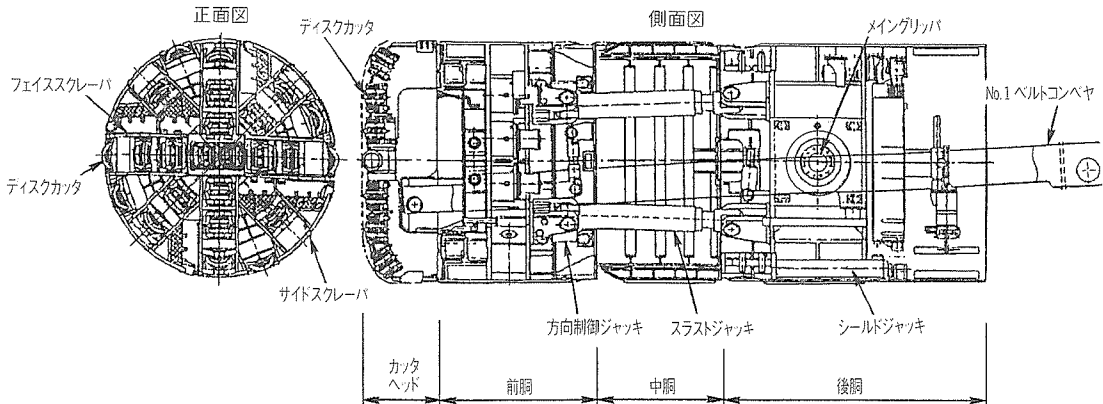 正面図
フェイススクレーパ
ディスクカッタ
サイドスクレーパ
側面図
ディスクカッタ
メイングリッパ
No.1 ベルトコンベヤ
方向制御ジャッキ
スラストジャッキ
シールドジャッキ
カッタ
ヘッド
前胴
中胴
後胴